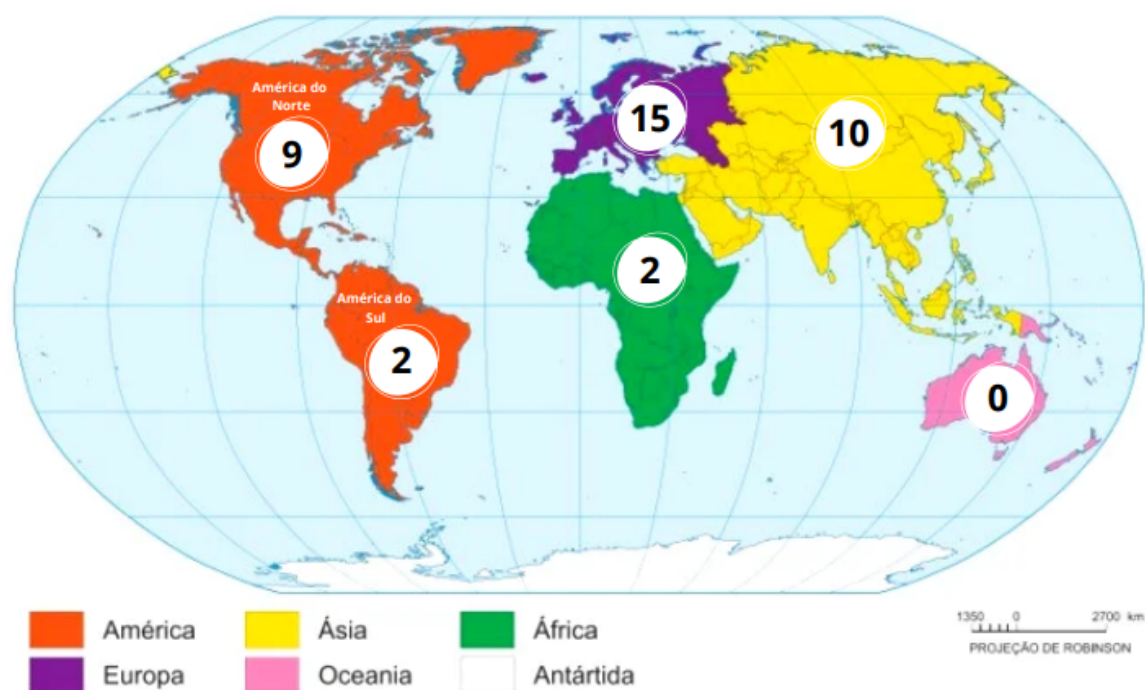 América do
Norte
9
15
10
2
América do
Sul
2
0
América
Ásia
África
Europa
Oceania
Antártida
1350 0 2700 km
PROJEÇÃO DE ROBINSON